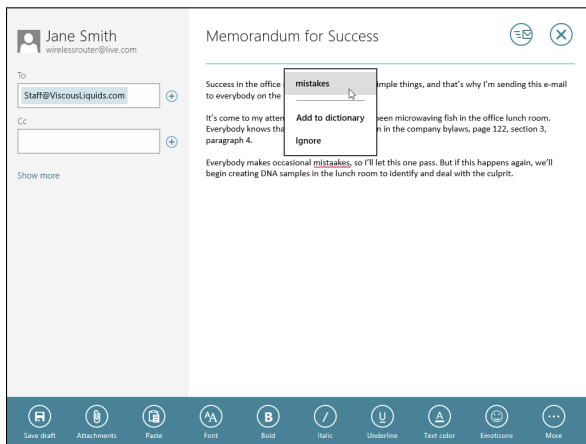 Jane Smith
wirelessrouter@live.com
To
Staff@ViscousLiquids.com
Cc
Show more
Memorandum for Success
Success in the office imple things, and that's why I'm sending this e-mail
to everybody on the
It's come to my atten been microwaving fish in the office lunch room.
Everybody knows tha n in the company bylaws, page 122, section 3,
paragraph 4.
Everybody makes occasional mistaakes, so I'll let this one pass. But if this happens again, we'll
begin creating DNA samples in the lunch room to identify and deal with the culprit.
mistakes
Add to dictionary
Ignore
Save draft
Attachments
Paste
AA
Font
B
Bold
I
Italic
U
Underline
A
Text color
Emoticons
More